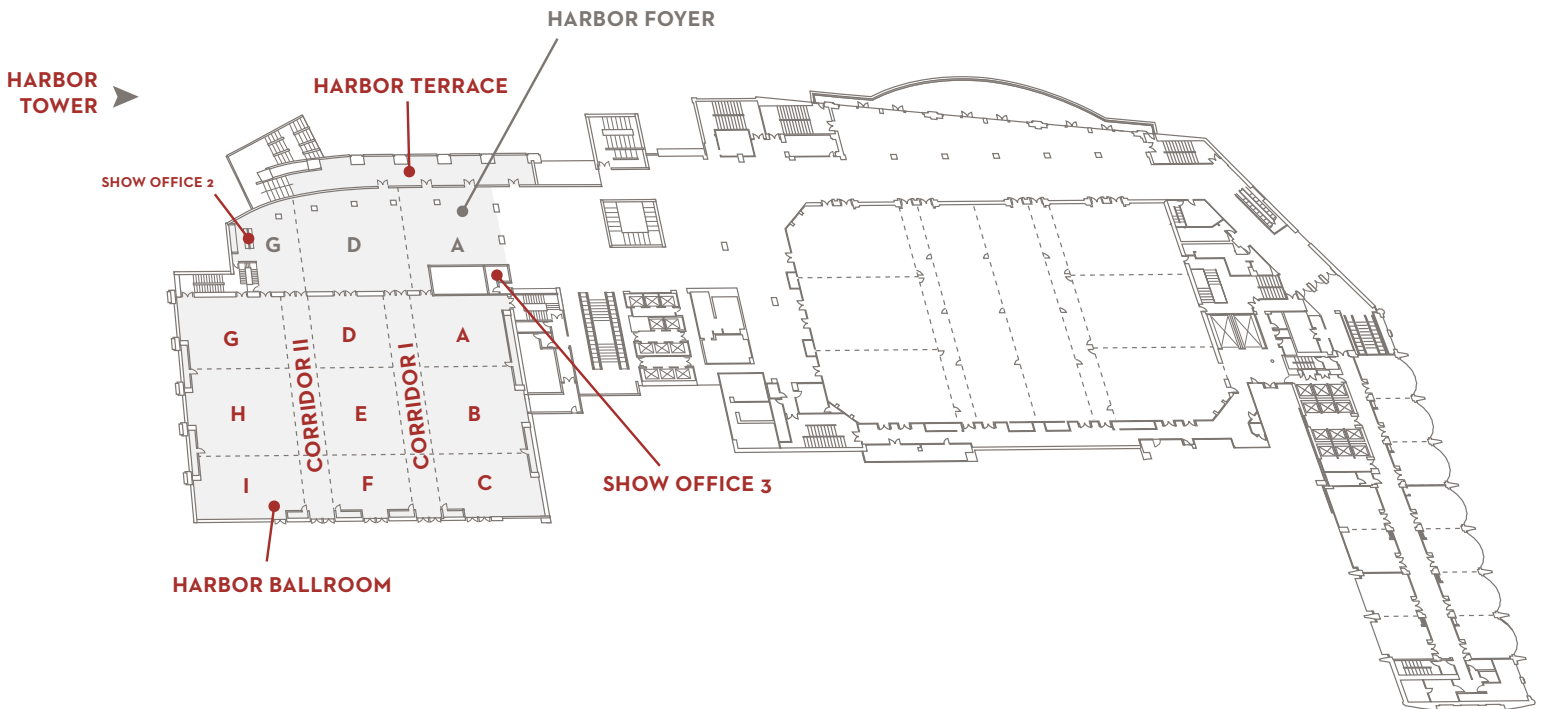 HARBOR FOYER
HARBOR
TOWER
HARBOR TERRACE
SHOW OFFICE 2
G
D
A
G
D
A
CORRIDOR II
CORRIDOR I
H
E
B
I
F
C
SHOW OFFICE 3
HARBOR BALLROOM